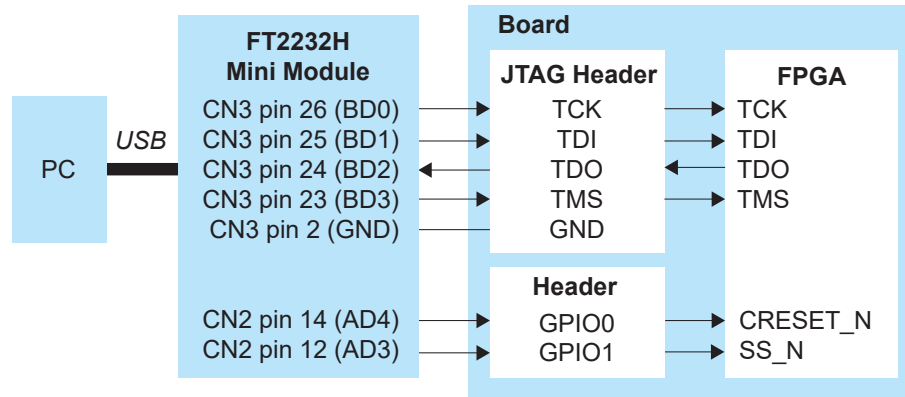 PC
USB
FT2232H
Mini Module
CN3 pin 26 (BD0)
CN3 pin 25 (BD1)
CN3 pin 24 (BD2)
CN3 pin 23 (BD3)
CN3 pin 2 (GND)
CN2 pin 14 (AD4)
CN2 pin 12 (AD3)
Board
JTAG Header
TCK
TDI
TDO
TMS
GND
Header
GPIO0
GPIO1
FPGA
TCK
TDI
TDO
TMS
CRESET_N
SS_N